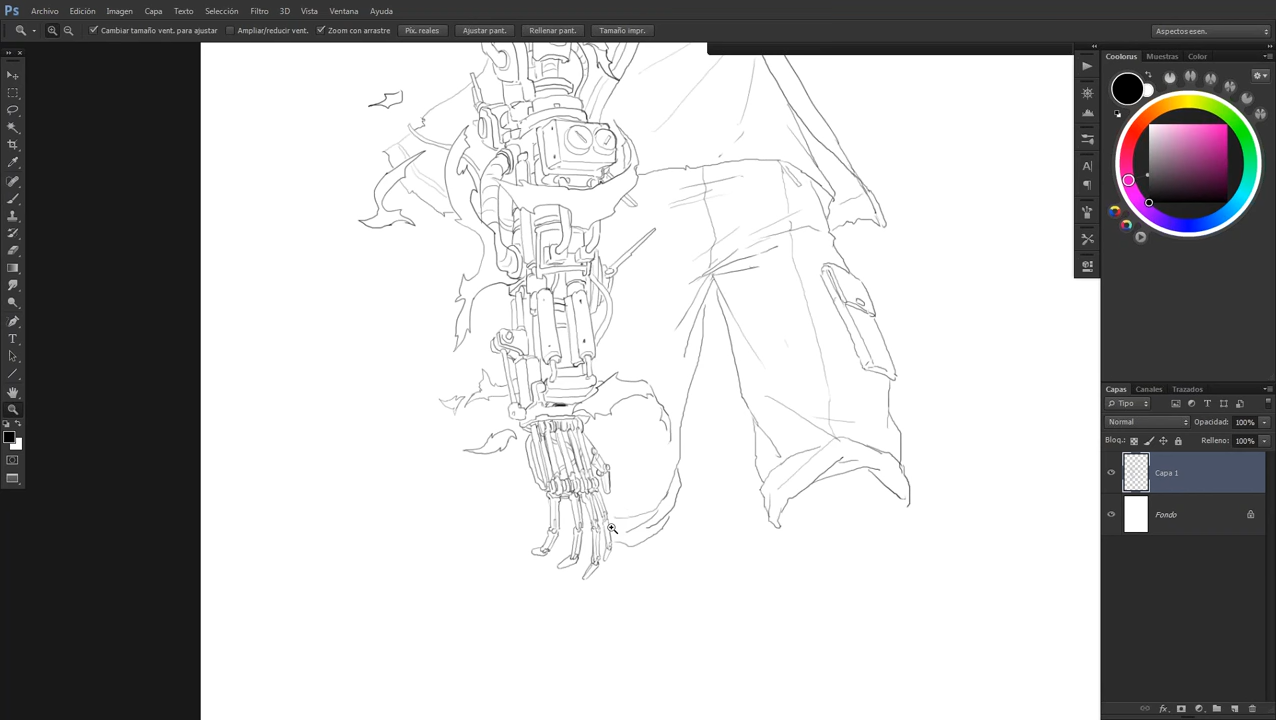 Ps Archivo Edición Imagen Capa Texto Selección Filtro 3D Vista Ventana Ayuda
Cambiar tamaño vent. para ajustar Ampliar/reducir vent. Zoom con arrastre Píx. reales Ajustar pant. Rellenar pant. Tamaño impr. Aspectos esen.
Coolorus Muestras Color
Capas Canales Trazados
Tipo
Normal Opacidad: 100%
Bloq.: Relleno: 100%
Capa 1
Fondo